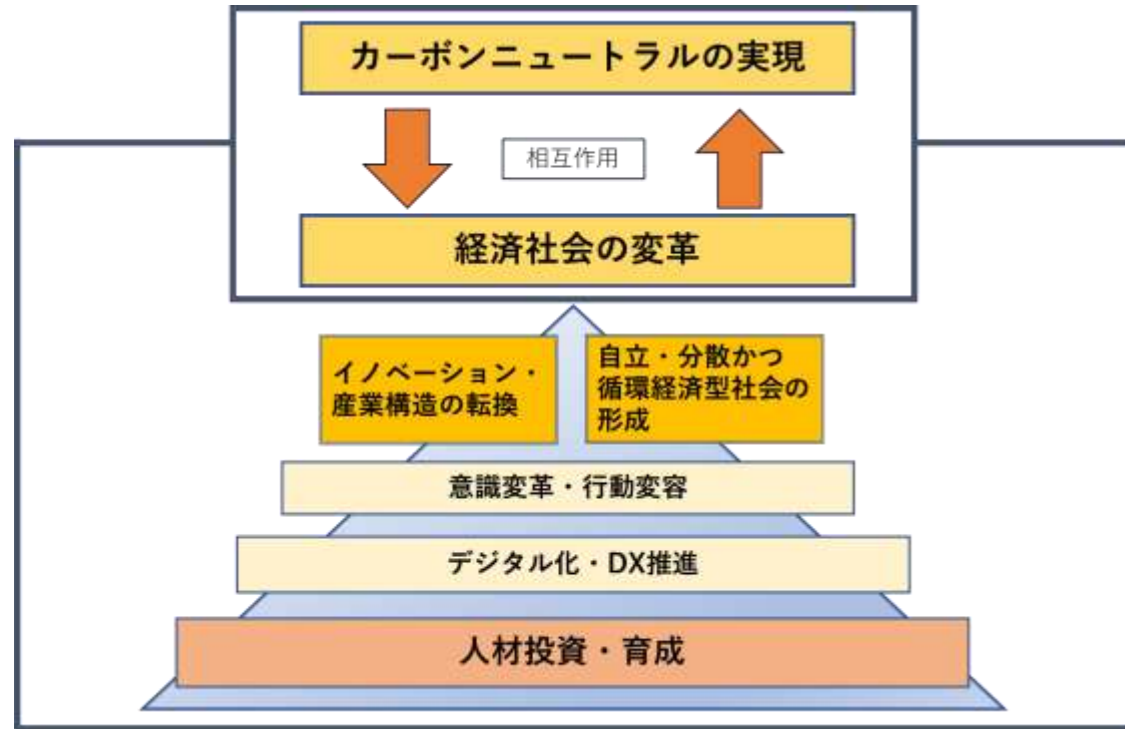 カーボンニュートラルの実現
相互作用
経済社会の変革
イノベーション・
産業構造の転換
自立・分散かつ
循環経済型社会の
形成
意識変革・行動変容
デジタル化・DX推進
人材投資・育成